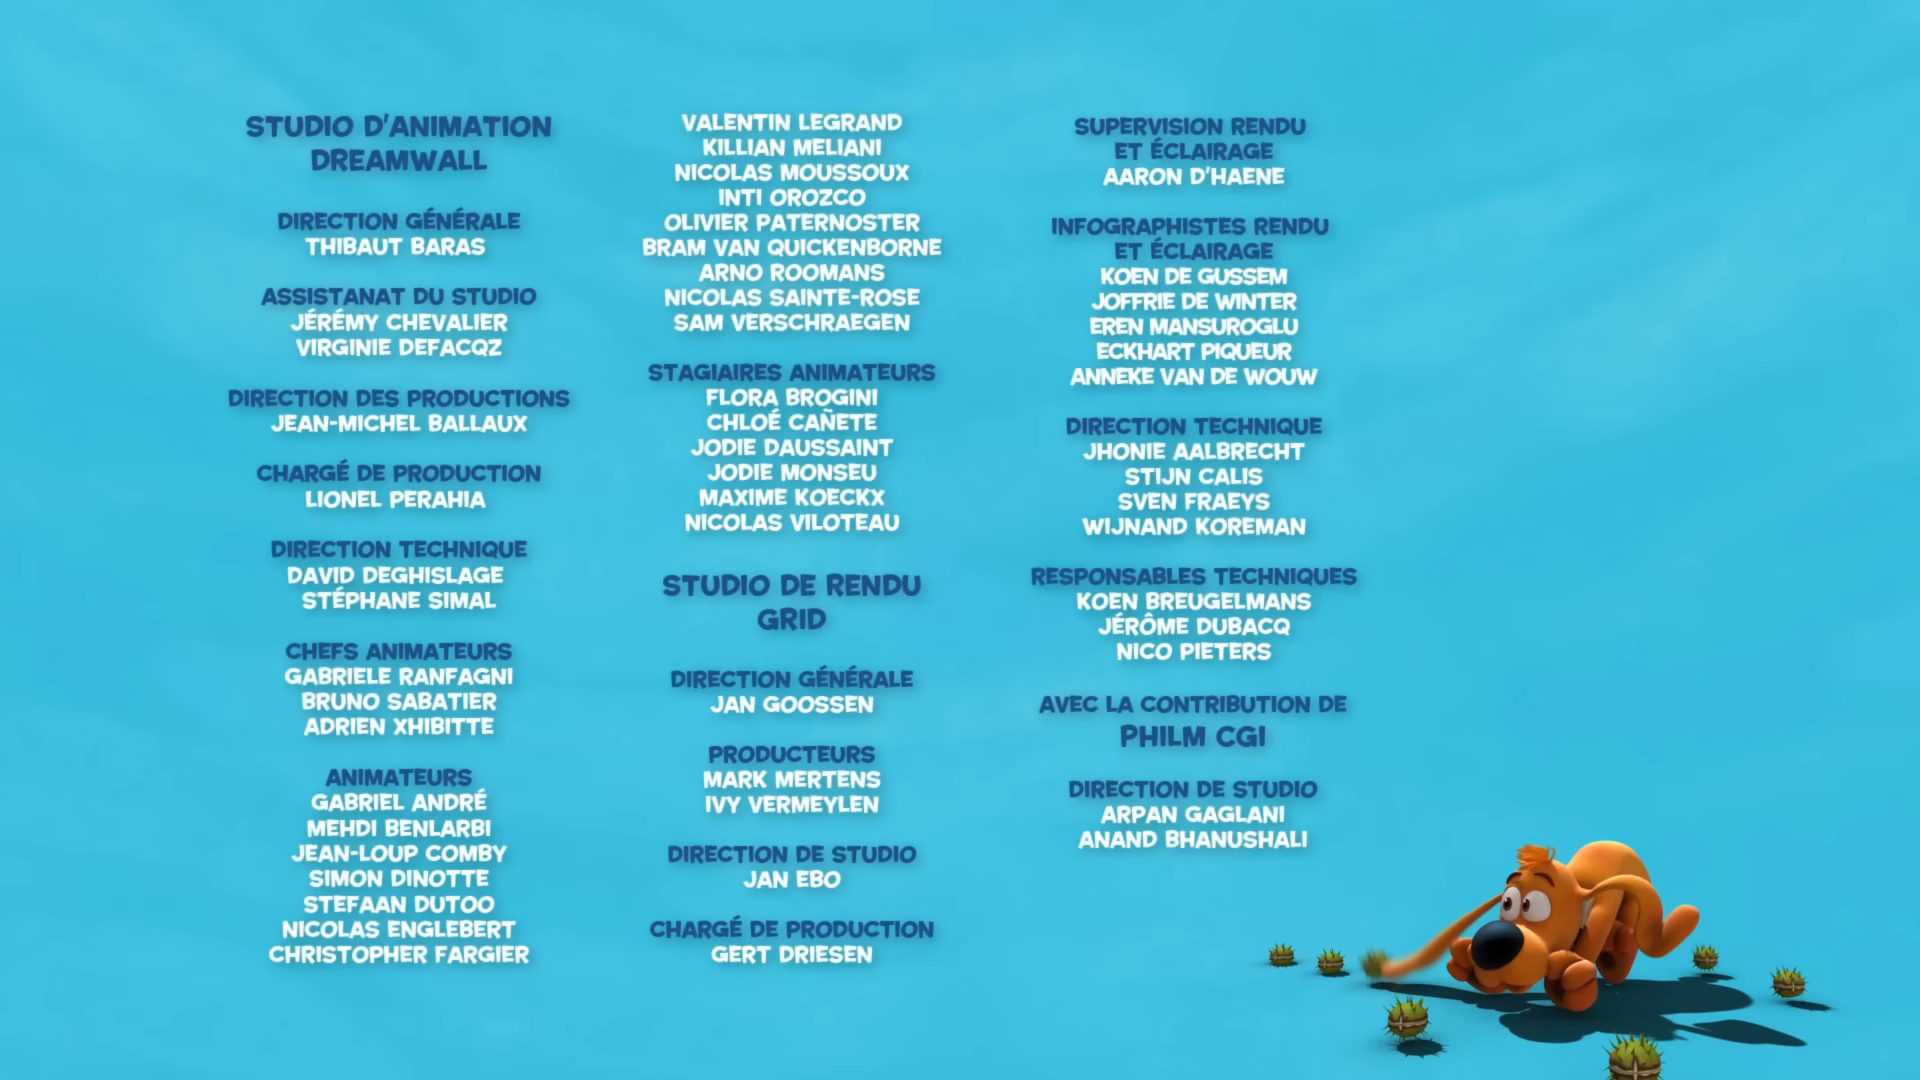 STUDIO D'ANIMATION
DREAMWALL
DIRECTION GÉNÉRALE
THIBAUT BARAS
ASSISTANAT DU STUDIO
JÉRÉMY CHEVALIER
VIRGINIE DEFACQZ
DIRECTION DES PRODUCTIONS
JEAN-MICHEL BALLAUX
CHARGÉ DE PRODUCTION
LIONEL PERAHIA
DIRECTION TECHNIQUE
DAVID DEGHISLAGE
STÉPHANE SIMAL
CHEFS ANIMATEURS
GABRIELE RANFAGNI
BRUNO SABATIER
ADRIEN XHIBITTE
ANIMATEURS
GABRIEL ANDRÉ
MEHDI BENLARBI
JEAN-LOUP COMBY
SIMON DINOTTE
STEFAAN DUTOO
NICOLAS ENGLEBERT
CHRISTOPHER FARGIER
VALENTIN LEGRAND
KILLIAN MELIANI
NICOLAS MOUSSOUX
INTI OROZCO
OLIVIER PATERNOSTER
BRAM VAN QUICKENBORNE
ARNO ROOMANS
NICOLAS SAINTE-ROSE
SAM VERSCHRAEGEN
STAGIAIRES ANIMATEURS
FLORA BROGINI
CHLOÉ CAÑETE
JODIE DAUSSAINT
JODIE MONSEU
MAXIME KOECKX
NICOLAS VILOTEAU
STUDIO DE RENDU
GRID
DIRECTION GÉNÉRALE
JAN GOOSSEN
PRODUCTEURS
MARK MERTENS
IVY VERMEYLEN
DIRECTION DE STUDIO
JAN EBO
CHARGÉ DE PRODUCTION
GERT DRIESEN
SUPERVISION RENDU
ET ÉCLAIRAGE
AARON D'HAENE
INFOGRAPHISTES RENDU
ET ÉCLAIRAGE
KOEN DE GUSSEM
JOFFRIE DE WINTER
EREN MANSUROGLU
ECKHART PIQUEUR
ANNEKE VAN DE WOUW
DIRECTION TECHNIQUE
JHONIE AALBRECHT
STIJN CALIS
SVEN FRAEYS
WIJNAND KOREMAN
RESPONSABLES TECHNIQUES
KOEN BREUGELMANS
JÉRÔME DUBACQ
NICO PIETERS
AVEC LA CONTRIBUTION DE
PHILM CGI
DIRECTION DE STUDIO
ARPAN GAGLANI
ANAND BHANUSHALI